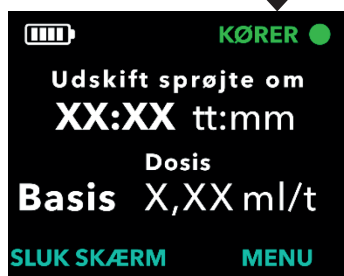 KØRER
Udskift sprøjte om
XX:XX tt:mm
Dosis
Basis X,XX ml/t
SLUK SKÆRM MENU